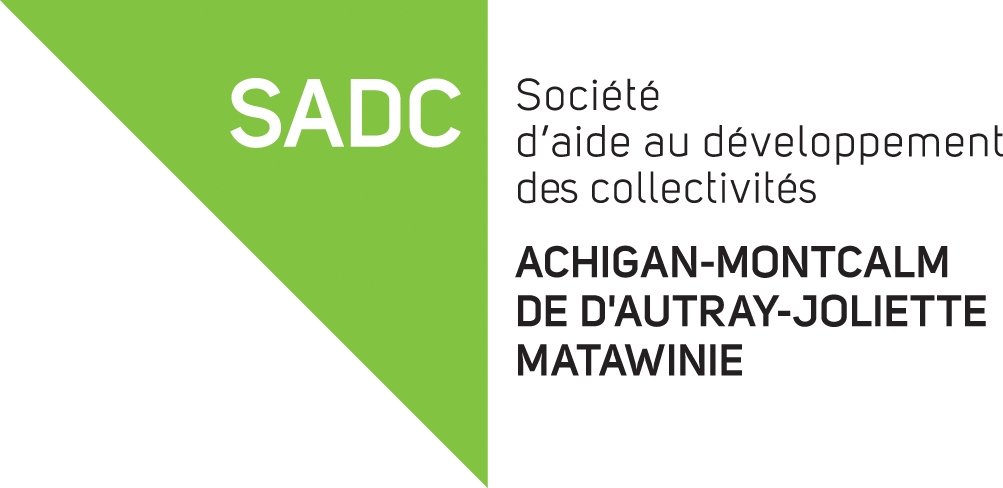 SADC
Société
d’aide au développement
des collectivités
ACHIGAN-MONTCALM
DE D'AUTRAY-JOLIETTE
MATAWINIE